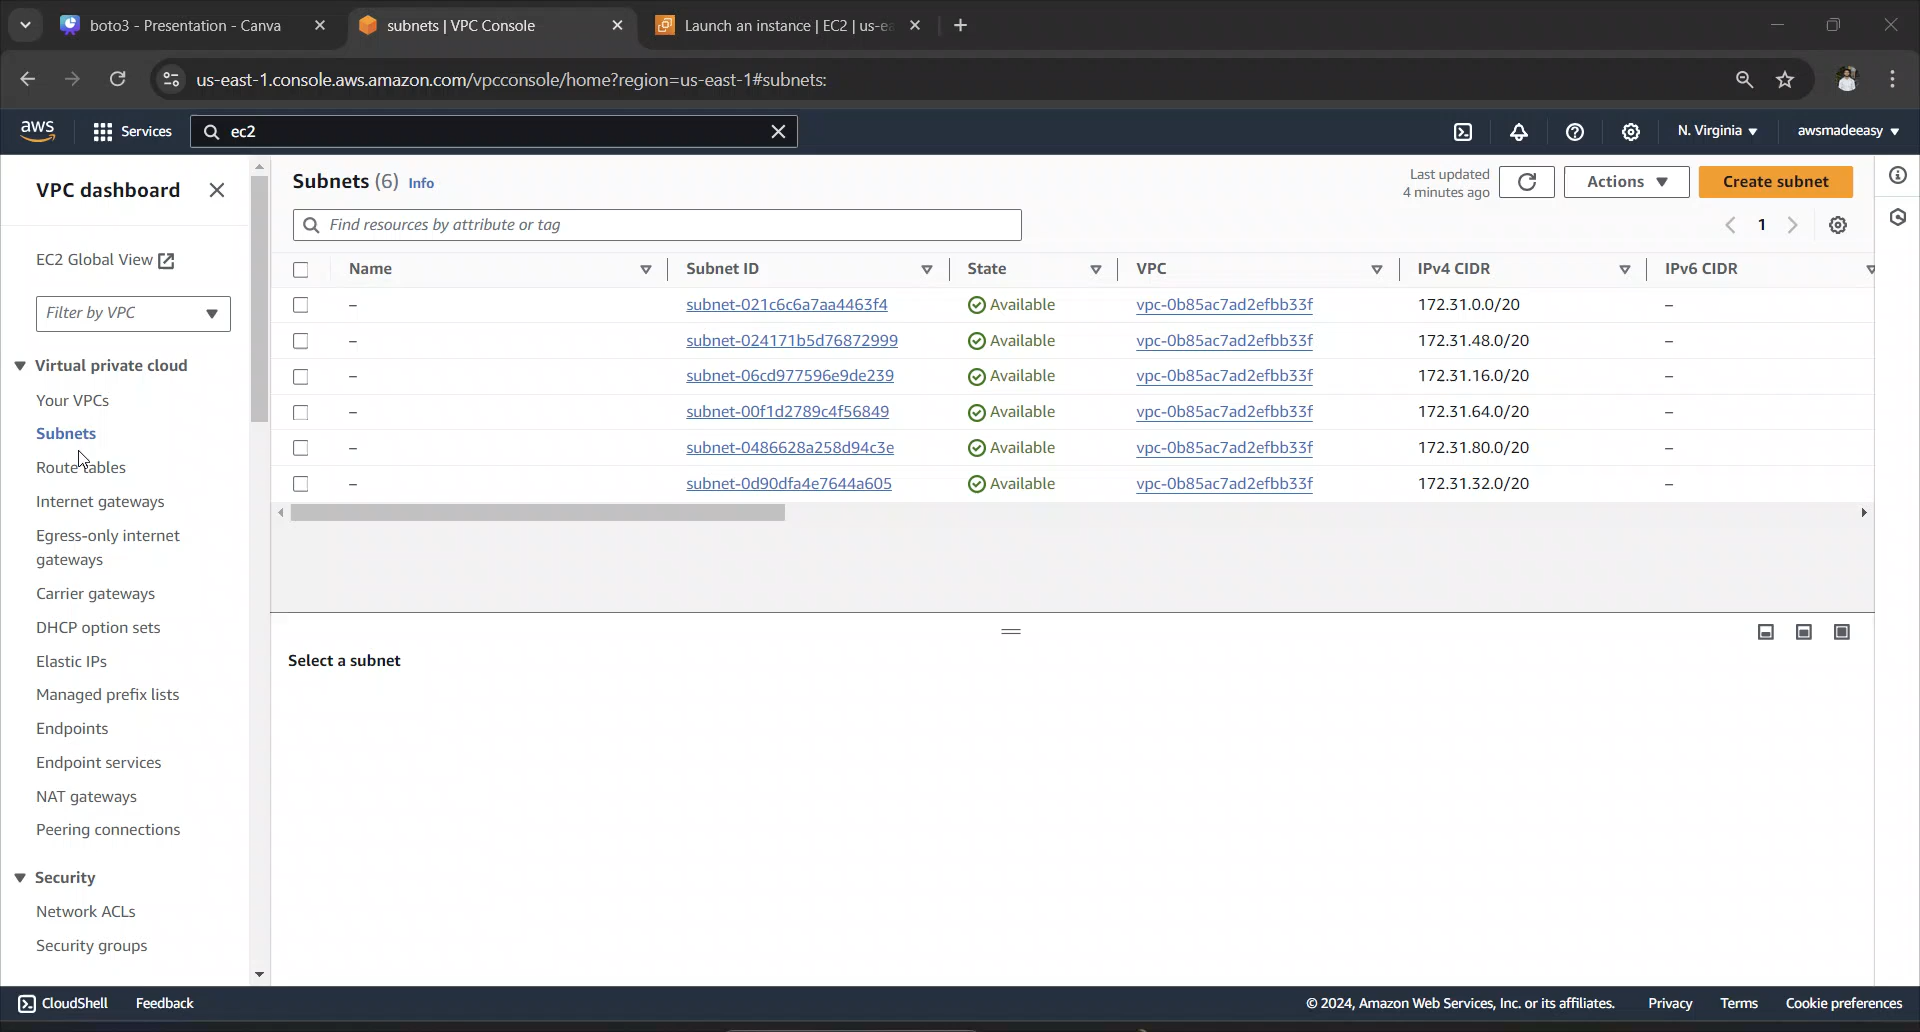 boto3 - Presentation - Canva
subnets | VPC Console
Launch an instance | EC2 | us-ea
us-east-1.console.aws.amazon.com/vpcconsole/home?region=us-east-1#subnets:
aws
Services
ec2
N. Virginia
awsmadeeasy
VPC dashboard
EC2 Global View
Filter by VPC
Virtual private cloud
Your VPCs
Subnets
Route tables
Internet gateways
Egress-only internet
gateways
Carrier gateways
DHCP option sets
Elastic IPs
Managed prefix lists
Endpoints
Endpoint services
NAT gateways
Peering connections
Security
Network ACLs
Security groups
Subnets (6) Info
Last updated
4 minutes ago
Actions
Create subnet
Find resources by attribute or tag
1
Name Subnet ID State VPC IPv4 CIDR IPv6 CIDR
– subnet-021c6c6a7aa4463f4 Available vpc-0b85ac7ad2efbb33f 172.31.0.0/20 –
– subnet-024171b5d76872999 Available vpc-0b85ac7ad2efbb33f 172.31.48.0/20 –
– subnet-06cd977596e9de239 Available vpc-0b85ac7ad2efbb33f 172.31.16.0/20 –
– subnet-00f1d2789c4f56849 Available vpc-0b85ac7ad2efbb33f 172.31.64.0/20 –
– subnet-0486628a258d94c3e Available vpc-0b85ac7ad2efbb33f 172.31.80.0/20 –
– subnet-0d90dfa4e7644a605 Available vpc-0b85ac7ad2efbb33f 172.31.32.0/20 –
Select a subnet
CloudShell Feedback
© 2024, Amazon Web Services, Inc. or its affiliates. Privacy Terms Cookie preferences